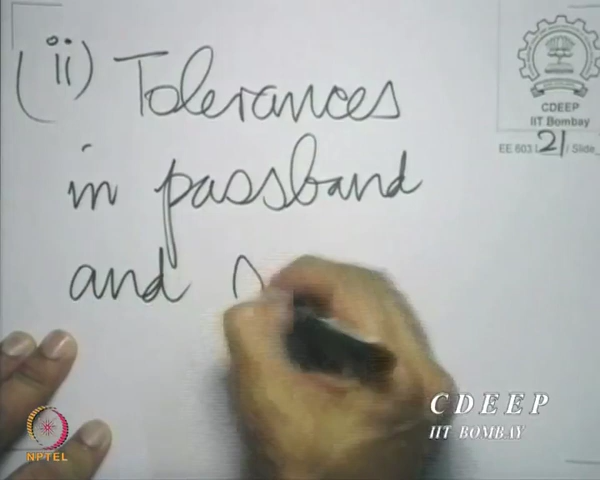 (ii) Tolerances
in passband
and
CDEEP
IIT Bombay
EE 603 L 21 / Slide
CDEEP
IIT BOMBAY
NPTEL